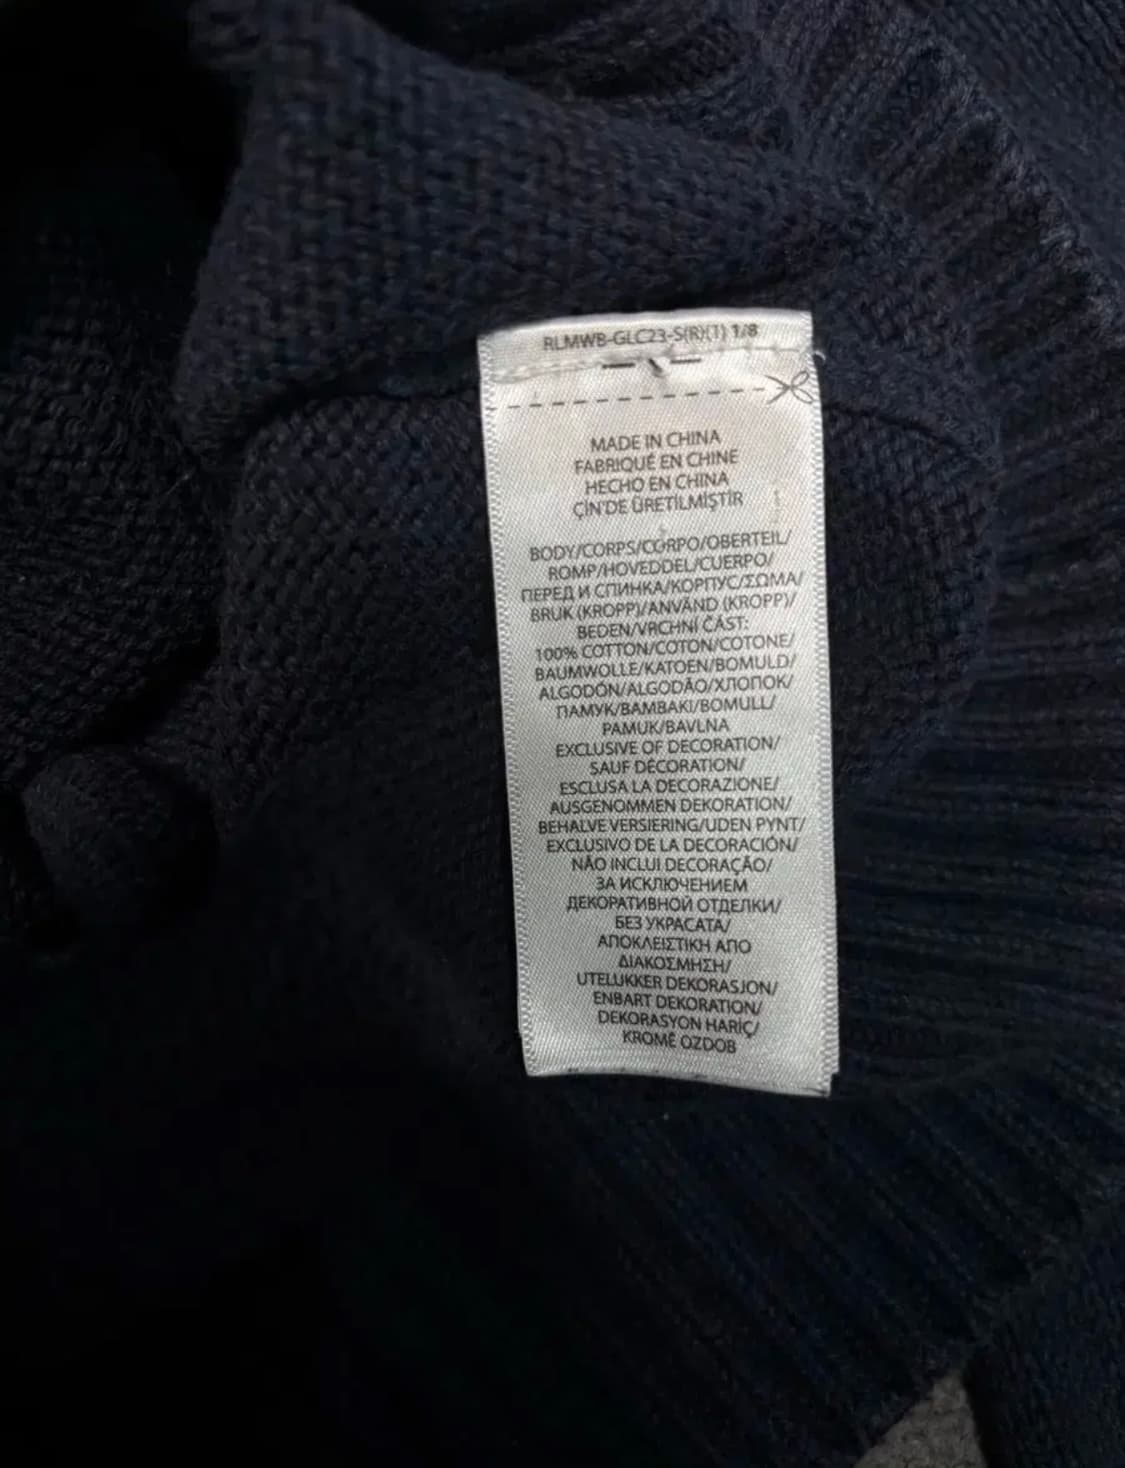 RLMWB-GLC23-S(R)(1) 1/8
MADE IN CHINA
FABRIQUÉ EN CHINE
HECHO EN CHINA
ÇİN'DE ÜRETİLMİŞTİR
BODY/CORPS/CORPO/OBERTEIL/
ROMP/HOVEDDEL/CUERPO/
ПЕРЕД И СПИНКА/КОРПУС/ΣΩΜΑ/
BRUK (KROPP)/ANVÄND (KROPP)/
BEDEN/VRCHNÍ ČÁST:
100% COTTON/COTON/COTONE/
BAUMWOLLE/KATOEN/BOMULD/
ALGODÓN/ALGODÃO/ХЛОПОК/
ПАМУК/ΒΑΜΒΑΚΙ/BOMULL/
PAMUK/BAVLNA
EXCLUSIVE OF DECORATION/
SAUF DÉCORATION/
ESCLUSA LA DECORAZIONE/
AUSGENOMMEN DEKORATION/
BEHALVE VERSIERING/UDEN PYNT/
EXCLUSIVO DE LA DECORACIÓN/
NÃO INCLUI DECORAÇÃO/
ЗА ИСКЛЮЧЕНИЕМ
ДЕКОРАТИВНОЙ ОТДЕЛКИ/
БЕЗ УКРАСАТА/
ΑΠΟΚΛΕΙΣΤΙΚΗ ΑΠΟ
ΔΙΑΚΟΣΜΗΣΗ/
UTELUKKER DEKORASJON/
ENBART DEKORATION/
DEKORASYON HARİÇ/
KROMĚ OZDOB